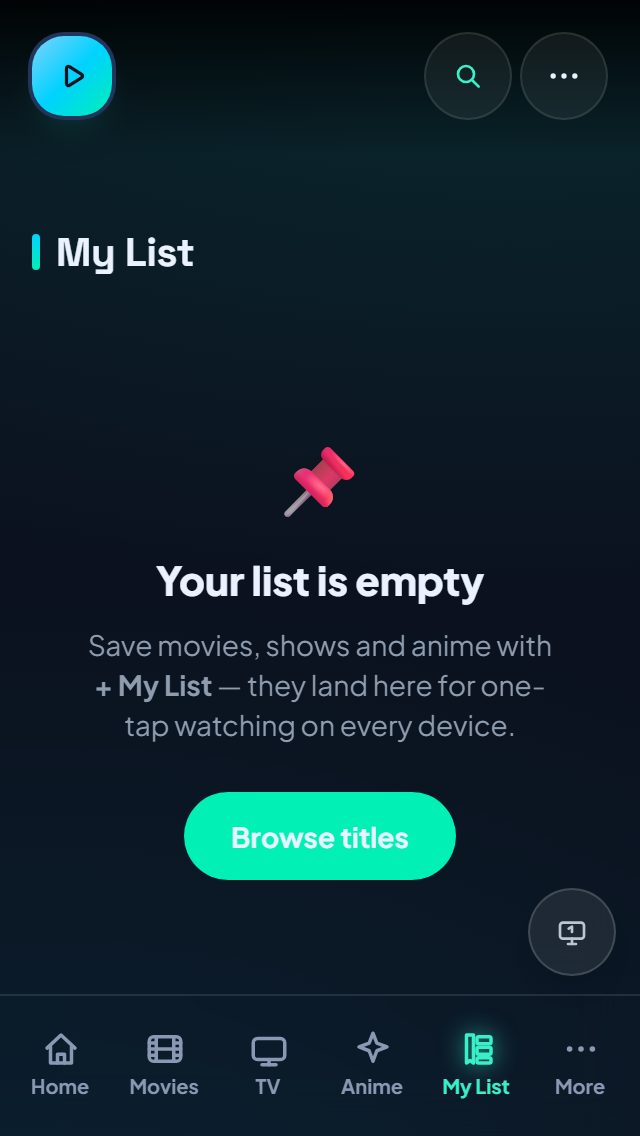 My List
Your list is empty
Save movies, shows and anime with
+ My List — they land here for one-
tap watching on every device.
Browse titles
1
Home Movies TV Anime My List More